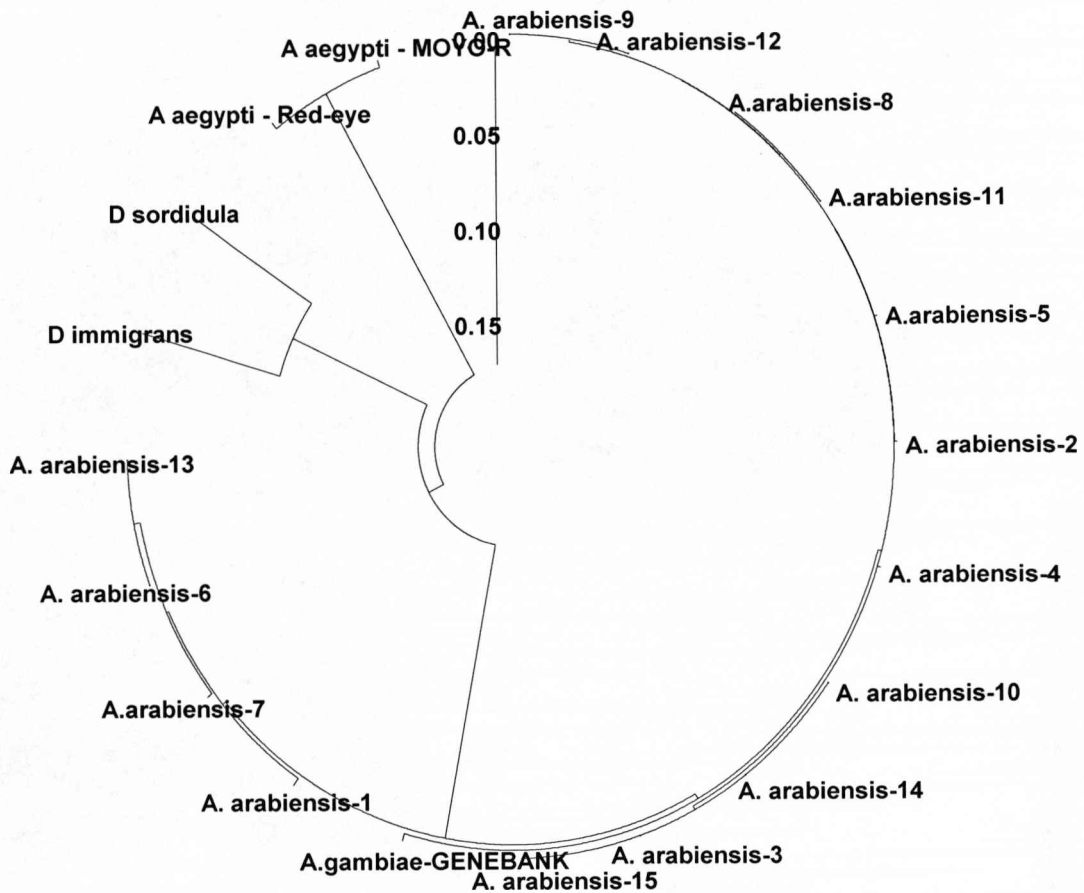 A. arabiensis-9
0.00
A. arabiensis-12
A aegypti - MOYO-R
A.arabiensis-8
A aegypti - Red-eye
0.05
A.arabiensis-11
D sordidula
0.10
A.arabiensis-5
0.15
D immigrans
A. arabiensis-2
A. arabiensis-13
A. arabiensis-4
A. arabiensis-6
A. arabiensis-10
A.arabiensis-7
A. arabiensis-14
A. arabiensis-1
A. arabiensis-3
A.gambiae-GENEBANK
A. arabiensis-15